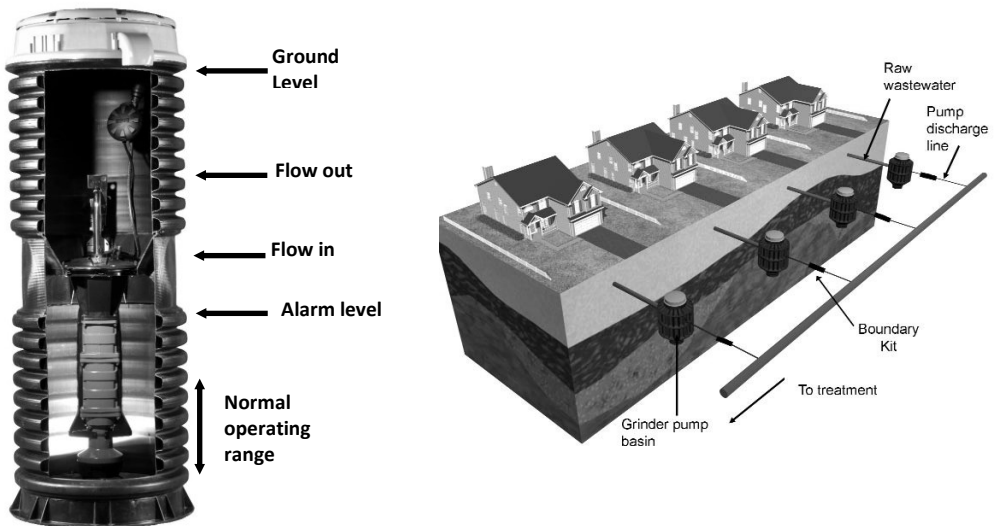 Ground
Level
Flow out
Flow in
Alarm level
Normal
operating
range
Raw
wastewater
Pump
discharge
line
Boundary
Kit
To treatment
Grinder pump
basin